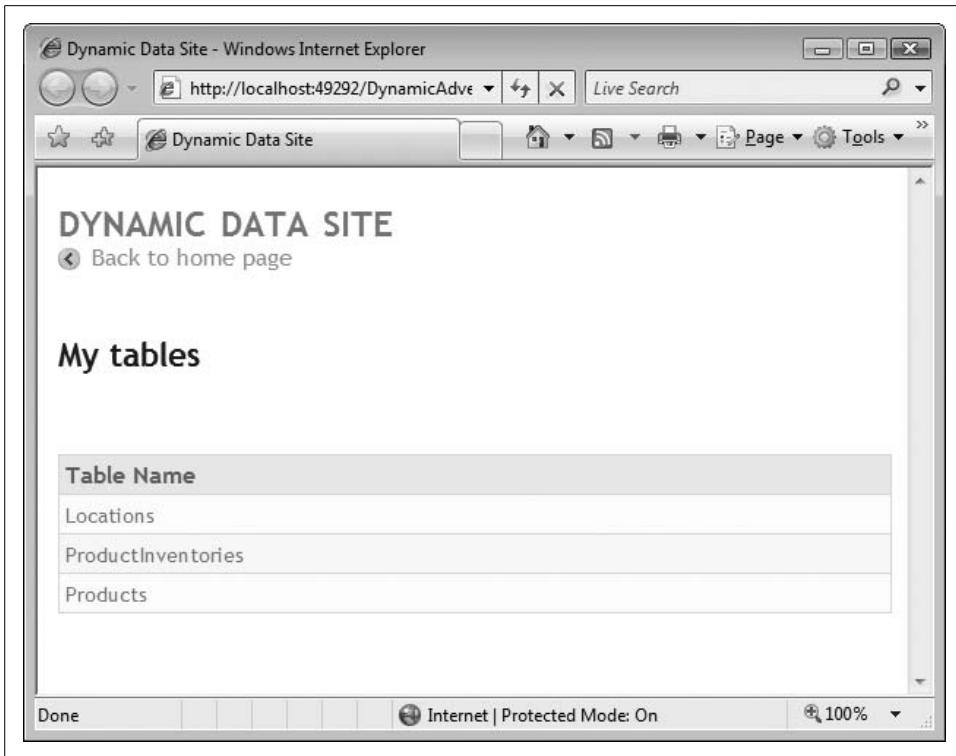 Dynamic Data Site - Windows Internet Explorer
http://localhost:49292/DynamicAdve
Live Search
Dynamic Data Site
Page
Tools
DYNAMIC DATA SITE
Back to home page
My tables
Table Name
Locations
ProductInventories
Products
Done
Internet | Protected Mode: On
100%